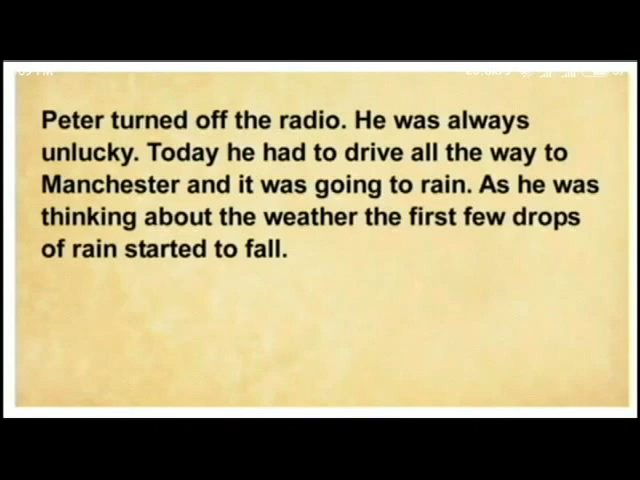 Peter turned off the radio. He was always
unlucky. Today he had to drive all the way to
Manchester and it was going to rain. As he was
thinking about the weather the first few drops
of rain started to fall.